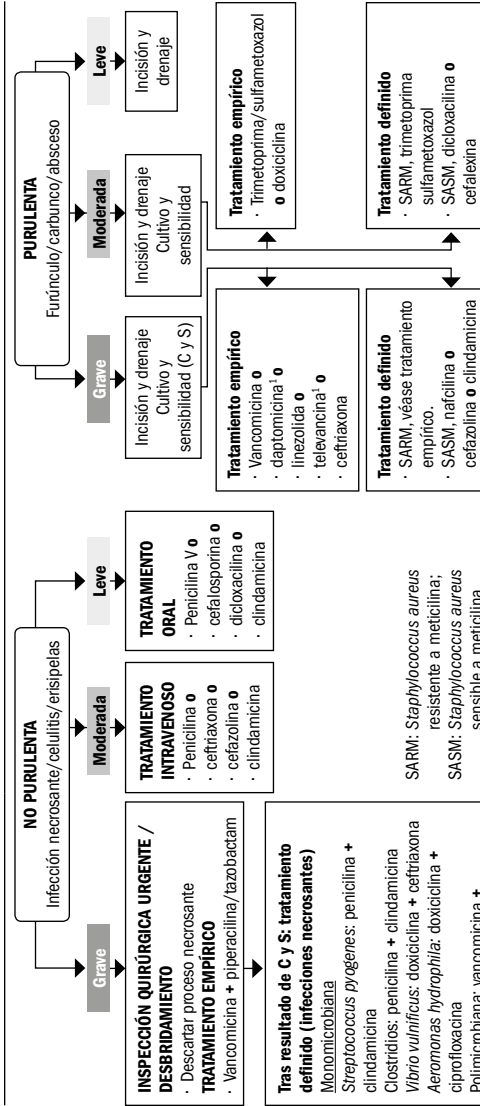 NO PURULENTA
Infección necrosante/celulitis/erisipelas
Grave
Moderada
Leve
INSPECCIÓN QUIRÚRGICA URGENTE /
DESBRIDAMIENTO
· Descartar proceso necrosante
TRATAMIENTO EMPÍRICO
· Vancomicina + piperacilina/tazobactam
TRATAMIENTO
INTRAVENOSO
· Penicilina o
· ceftriaxona o
· cefazolina o
· clindamicina
TRATAMIENTO
ORAL
· Penicilina V o
· cefalosporina o
· dicloxacilina o
· clindamicina
Tras resultado de C y S: tratamiento
definido (infecciones necrosantes)
Monomicrobiana
Streptococcus pyogenes: penicilina +
clindamicina
Clostridios: penicilina + clindamicina
Vibrio vulnificus: doxiciclina + ceftriaxona
Aeromonas hydrophila: doxiciclina +
ciprofloxacina
Polimicrobiana: vancomicina +
SARM: Staphylococcus aureus
resistente a meticilina;
SASM: Staphylococcus aureus
sensible a meticilina
PURULENTA
Furúnculo/carbunco/absceso
Grave
Moderada
Leve
Incisión y drenaje
Cultivo y
sensibilidad (C y S)
Incisión y drenaje
Cultivo y
sensibilidad
Incisión y
drenaje
Tratamiento empírico
· Vancomicina o
· daptomicina¹ o
· linezolida o
· televancina¹ o
· ceftriaxona
Tratamiento empírico
· Trimetoprima/sulfametoxazol
o doxiciclina
Tratamiento definido
· SARM, véase tratamiento
empírico.
· SASM, nafcilina o
cefazolina o clindamicina
Tratamiento definido
· SARM, trimetoprima
sulfametoxazol
· SASM, dicloxacilina o
cefalexina